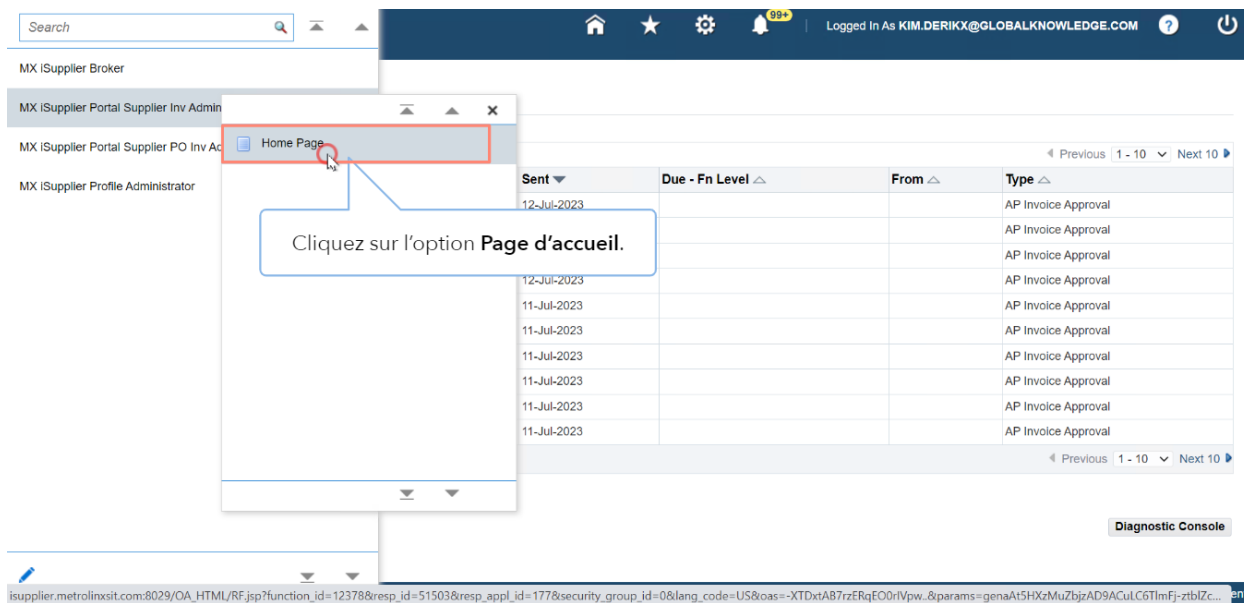 Search
99+
Logged In As KIM.DERIKX@GLOBALKNOWLEDGE.COM
?
MX iSupplier Broker
MX iSupplier Portal Supplier Inv Admin
MX iSupplier Portal Supplier PO Inv Ad
MX iSupplier Profile Administrator
Home Page
Cliquez sur l'option Page d'accueil.
Previous 1 - 10 Next 10
Sent Due - Fn Level From Type
12-Jul-2023 AP Invoice Approval
AP Invoice Approval
AP Invoice Approval
12-Jul-2023 AP Invoice Approval
11-Jul-2023 AP Invoice Approval
11-Jul-2023 AP Invoice Approval
11-Jul-2023 AP Invoice Approval
11-Jul-2023 AP Invoice Approval
11-Jul-2023 AP Invoice Approval
11-Jul-2023 AP Invoice Approval
Previous 1 - 10 Next 10
Diagnostic Console
isupplier.metrolinxsit.com:8029/OA_HTML/RF.jsp?function_id=12378&resp_id=51503&resp_appl_id=177&security_group_id=0&lang_code=US&oas=-XTDxtAB7rzERqEO0rIVpw..&params=genaAt5HXzMuZbjzAD9ACuLC6TlmFj-ztblZc...